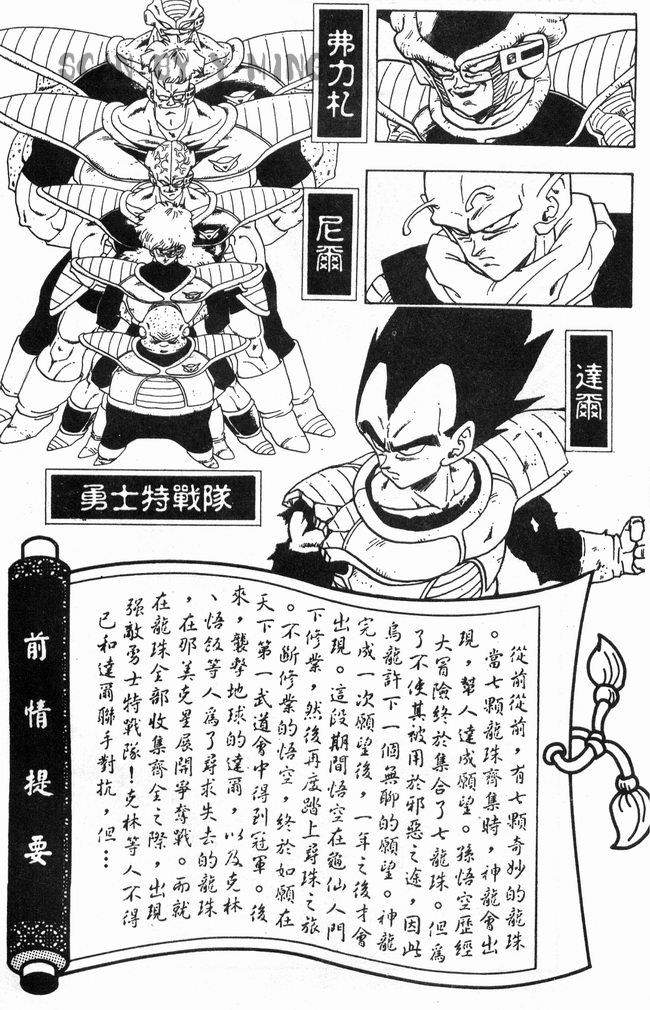 SCAN BY Y MING
弗力札
尼爾
達爾
勇士特戰隊
前情提要
從前從前，有七顆奇妙的龍珠
。當七顆龍珠齊集時，神龍會出
現，幫人達成願望。孫悟空歷經
大冒險終於集合了七龍珠。但為
了不使其被用於邪惡之途，因此
烏龍許下一個無聊的願望。神龍
完成一次願望後，一年之後才會
出現。這段期間悟空在龜仙人門
下修業，然後再度踏上尋珠之旅
。不斷修業的悟空，終於如願在
天下第一武道會中得到冠軍。後
來，襲擊地球的達爾，以及克林
、悟飯等人為了尋求失去的龍珠
，在那美克星展開爭奪戰。而就
在龍珠全部收集齊全之際，出現
強敵勇士特戰隊！克林等人不得
已和達爾聯手對抗，但…